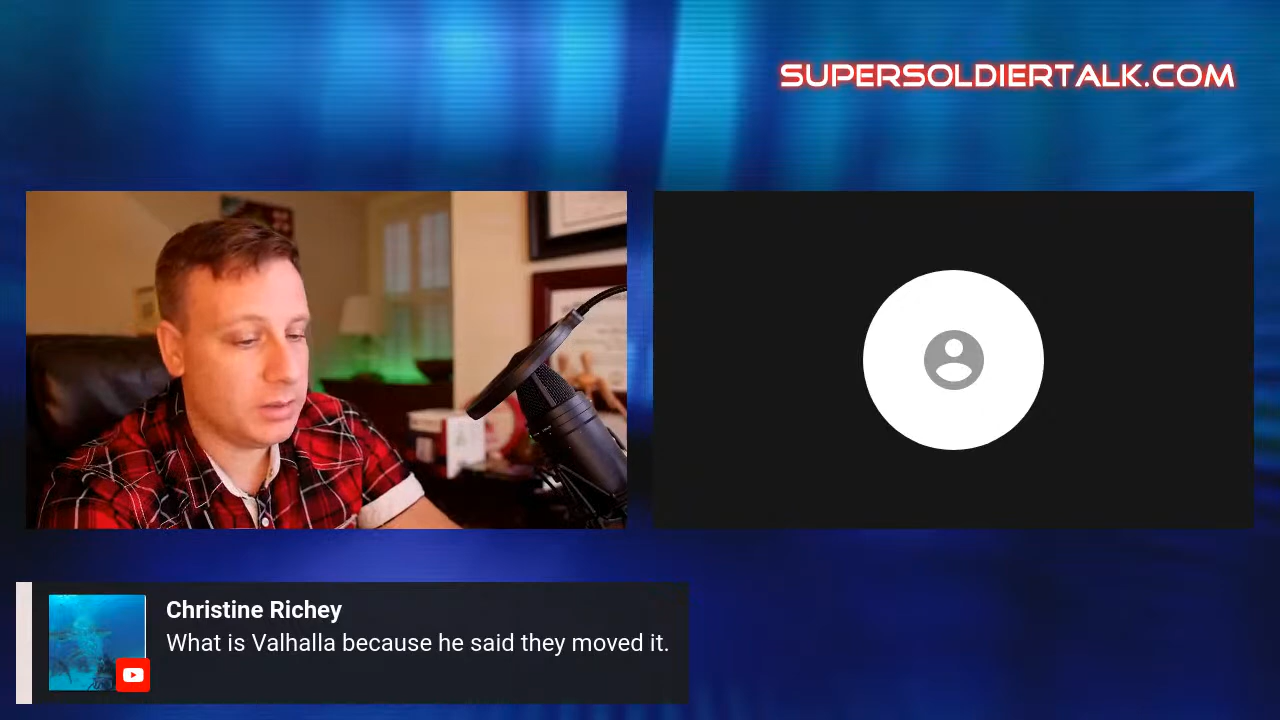 SUPERSOLDIERTALK.COM
Christine Richey
What is Valhalla because he said they moved it.